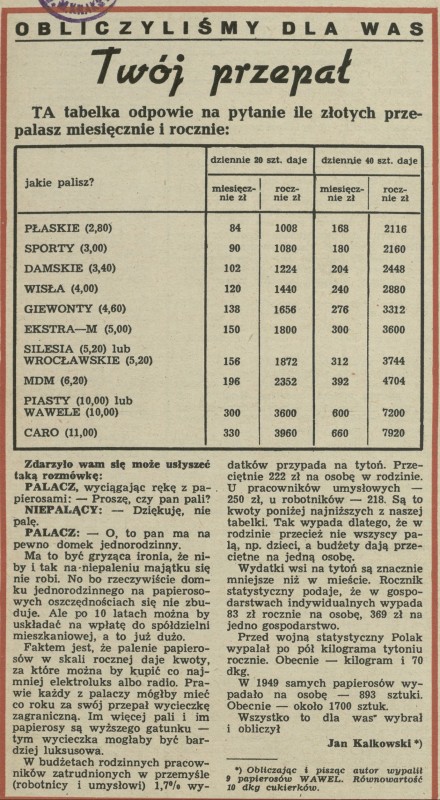 OBLICZYLIŚMY DLA WAS
Twój przepał
TA tabelka odpowie na pytanie ile złotych prze-
palasz miesięcznie i rocznie:
jakie palisz?
dziennie 20 szt. daje
dziennie 40 szt. daje
miesięcz-
nie zł
rocz-
nie zł
miesięcz-
nie zł
rocz-
nie zł
PŁASKIE (2,80) 84 1008 168 2116
SPORTY (3,00) 90 1080 180 2160
DAMSKIE (3,40) 102 1224 204 2448
WISŁA (4,00) 120 1440 240 2880
GIEWONTY (4,60) 138 1656 276 3312
EKSTRA—M (5,00) 150 1800 300 3600
SILESIA (5,20) lub
WROCŁAWSKIE (5,20) 156 1872 312 3744
MDM (6,20) 196 2352 392 4704
PIASTY (10,00) lub
WAWELE (10,00) 300 3600 600 7200
CARO (11,00) 330 3960 660 7920
Zdarzyło wam się może usłyszeć
taką rozmówkę:
PALACZ, wyciągając rękę z pa-
pierosami: — Proszę, czy pan pali?
NIEPALĄCY: — Dziękuję, nie
palę.
PALACZ: — O, to pan ma na
pewno domek jednorodzinny.
Ma to być gryząca ironia, że ni-
by i tak na niepaleniu majątku się
nie robi. No bo rzeczywiście dom-
ku jednorodzinnego na papieroso-
wych oszczędnościach się nie zbu-
duje. Ale po 10 latach można by
uskładać na wpłatę do spółdzielni
mieszkaniowej, a to już dużo.
Faktem jest, że palenie papiero-
sów w skali rocznej daje kwoty,
za które można by kupić co naj-
mniej elektroluks albo radio. Pra-
wie każdy z palaczy mógłby mieć
co roku za swój przepał wycieczkę
zagraniczną. Im więcej pali i im
papierosy są wyższego gatunku —
tym wycieczka mogłaby być bar-
dziej luksusowa.
W budżetach rodzinnych pracow-
ników zatrudnionych w przemyśle
(robotnicy i umysłowi) 1,7% wy-
datków przypada na tytoń. Prze-
ciętnie 222 zł na osobę w rodzinie.
U pracowników umysłowych —
250 zł, u robotników — 218. Są to
kwoty poniżej najniższych z naszej
tabelki. Tak wypada dlatego, że w
rodzinie przecież nie wszyscy pa-
lą, np. dzieci, a budżety dają prze-
ciętne na jedną osobę.
Wydatki wsi na tytoń są znacznie
mniejsze niż w mieście. Rocznik
statystyczny podaje, że w gospo-
darstwach indywidualnych wypada
83 zł rocznie na osobę, 369 zł na
jedno gospodarstwo.
Przed wojną statystyczny Polak
wypalał po pół kilograma tytoniu
rocznie. Obecnie — kilogram i 70
dkg.
W 1949 samych papierosów wy-
padało na osobę — 893 sztuki.
Obecnie — około 1700 sztuk.
Wszystko to dla was wybrał
i obliczył
Jan Kalkowski *)
*) Obliczając i pisząc autor wypalił
9 papierosów WAWEL. Równowartość
10 dkg cukierków.